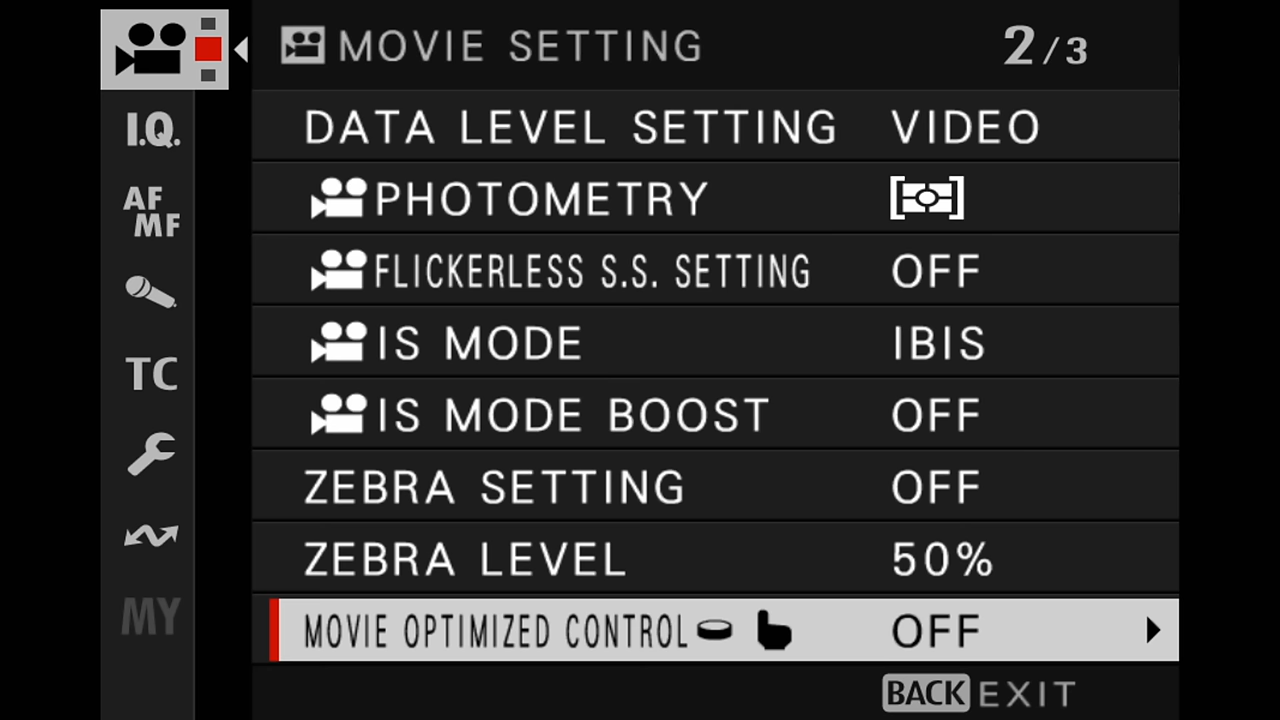 MOVIE SETTING 2/3
I.Q.
AF
MF
TC
MY
DATA LEVEL SETTING VIDEO
PHOTOMETRY
FLICKERLESS S.S. SETTING OFF
IS MODE IBIS
IS MODE BOOST OFF
ZEBRA SETTING OFF
ZEBRA LEVEL 50%
MOVIE OPTIMIZED CONTROL OFF
BACK EXIT